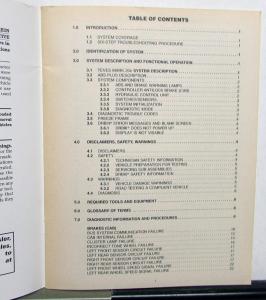 TABLE OF CONTENTS
1.0 INTRODUCTION
1.1 SYSTEM COVERAGE
1.2 SIX-STEP TROUBLESHOOTING PROCEDURE
2.0 IDENTIFICATION OF SYSTEM
3.0 SYSTEM DESCRIPTION AND FUNCTIONAL OPERATION
3.1 TEVES MARK 20e SYSTEM DESCRIPTION
3.2 ABS PLUS DESCRIPTION
3.3 SYSTEM COMPONENTS
3.3.1 ABS AND BRAKE WARNING LAMPS
3.3.2 CONTROLLER ANTILOCK BRAKE (CAB)
3.3.3 HYDRAULIC CONTROL UNIT
3.3.4 SWITCHES/SENSORS
3.3.5 SYSTEM INITIALIZATION
3.3.6 DIAGNOSTIC MODE
3.4 DIAGNOSTIC TROUBLE CODES
3.5 FREEZE FRAME
3.6 DRBIII® ERROR MESSAGES AND BLANK SCREEN
3.6.1 DRBIII® DOES NOT POWER UP
3.6.2 DISPLAY IS NOT VISIBLE
4.0 DISCLAIMERS, SAFETY, WARNINGS
4.1 DISCLAIMERS
4.2 SAFETY
4.2.1 TECHNICIAN SAFETY INFORMATION
4.2.2 VEHICLE PREPARATION FOR TESTING
4.2.3 SERVICING SUB ASSEMBLIES
4.2.4 DRBIII® SAFETY INFORMATION
4.3 WARNINGS
4.3.1 VEHICLE DAMAGE WARNINGS
4.3.2 ROAD TESTING A COMPLAINT VEHICLE
4.4 DIAGNOSIS
5.0 REQUIRED TOOLS AND EQUIPMENT
6.0 GLOSSARY OF TERMS
7.0 DIAGNOSTIC INFORMATION AND PROCEDURES
BRAKES (CAB)
BUS SYSTEM COMMUNICATION FAILURE
CAB INTERNAL FAILURE
CLUSTER LAMP FAILURE
INCORRECT TONE WHEEL FAILURE
LEFT FRONT SENSOR CIRCUIT FAILURE
LEFT REAR SENSOR CIRCUIT FAILURE
RIGHT FRONT SENSOR CIRCUIT FAILURE
RIGHT REAR SENSOR CIRCUIT FAILURE
LEFT FRONT WHEEL SPEED SIGNAL FAILURE
LEFT REAR WHEEL SPEED SIGNAL FAILURE